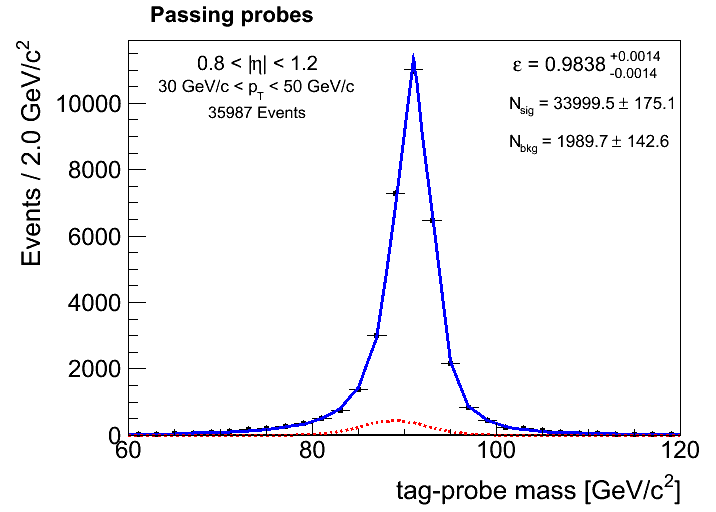 Passing probes
0.8 < |η| < 1.2
30 GeV/c < p_T < 50 GeV/c
35987 Events
ε = 0.9838 +0.0014 -0.0014
N_sig = 33999.5 ± 175.1
N_bkg = 1989.7 ± 142.6
Events / 2.0 GeV/c²
10000
8000
6000
4000
2000
0
60 80 100 120
tag-probe mass [GeV/c²]